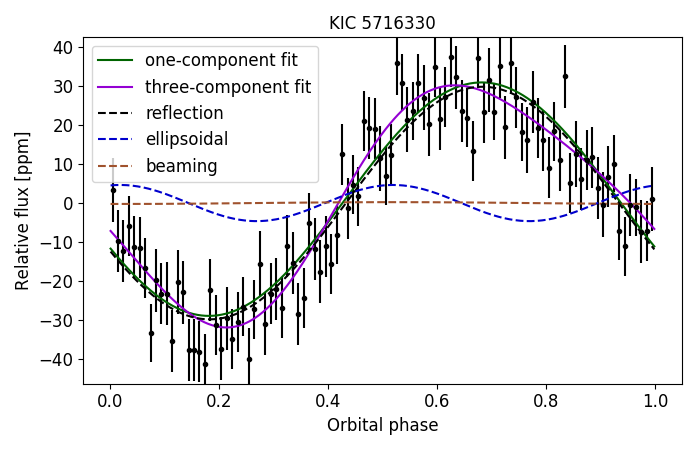 KIC 5716330
one-component fit
three-component fit
reflection
ellipsoidal
beaming
Relative flux [ppm]
40
30
20
10
0
−10
−20
−30
−40
0.0 0.2 0.4 0.6 0.8 1.0
Orbital phase